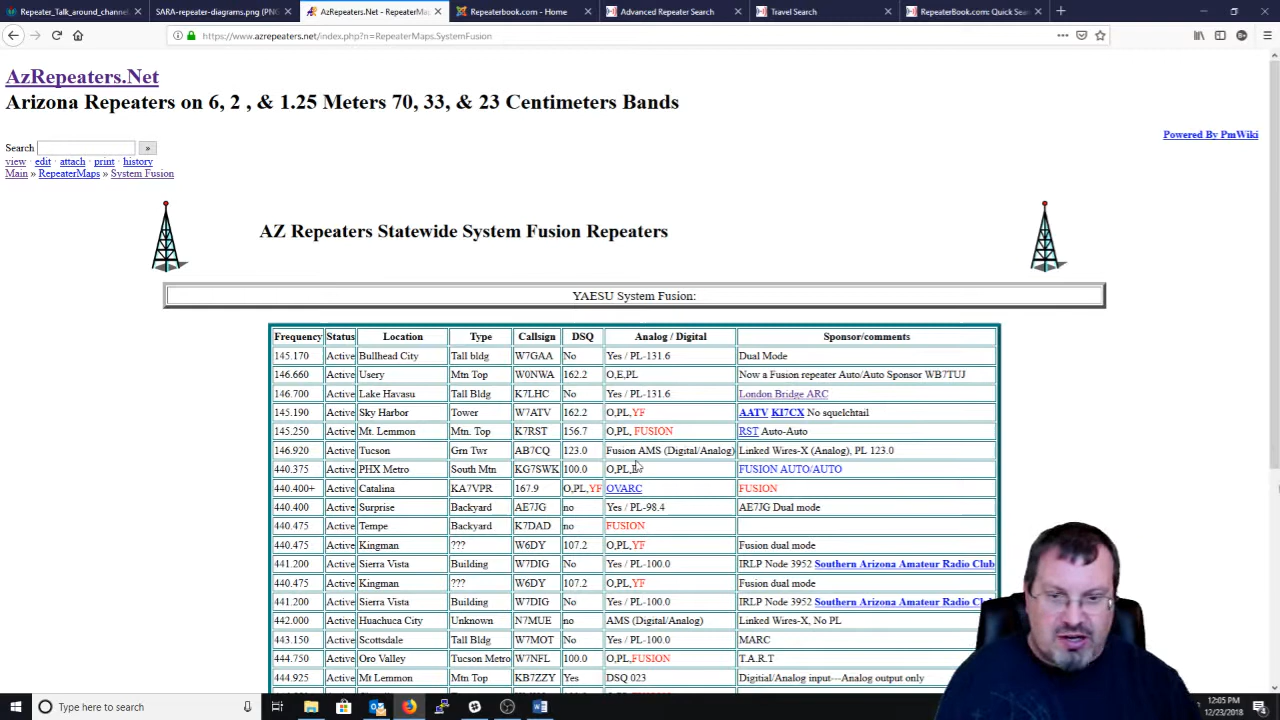 Repeater_Talk_around_channel
SARA-repeater-diagrams.png (PNG
AzRepeaters.Net - RepeaterMa
Repeaterbook.com - Home
Advanced Repeater Search
Travel Search
RepeaterBook.com: Quick Sea
https://www.azrepeaters.net/index.php?n=RepeaterMaps.SystemFusion
AzRepeaters.Net
Arizona Repeaters on 6, 2 , & 1.25 Meters 70, 33, & 23 Centimeters Bands
Powered By PmWiki
Search »
view · edit · attach · print · history
Main » RepeaterMaps » System Fusion
AZ Repeaters Statewide System Fusion Repeaters
YAESU System Fusion:
Frequency Status Location Type Callsign DSQ Analog / Digital Sponsor/comments
145.170 Active Bullhead City Tall bldg W7GAA No Yes / PL-131.6 Dual Mode
146.660 Active Usery Mtn Top W0NWA 162.2 O,E,PL Now a Fusion repeater Auto/Auto Sponsor WB7TUJ
146.700 Active Lake Havasu Tall Bldg K7LHC No Yes / PL-131.6 London Bridge ARC
145.190 Active Sky Harbor Tower W7ATV 162.2 O,PL,YF AATV KI7CX No squelchtail
145.250 Active Mt. Lemmon Mtn. Top K7RST 156.7 O,PL, FUSION RST Auto-Auto
146.920 Active Tucson Grn Twr AB7CQ 123.0 Fusion AMS (Digital/Analog) Linked Wires-X (Analog), PL 123.0
440.375 Active PHX Metro South Mtn KG7SWK 100.0 O,PL, FUSION AUTO/AUTO
440.400+ Active Catalina KA7VPR 167.9 O,PL,YF OVARC FUSION
440.400 Active Surprise Backyard AE7JG no Yes / PL-98.4 AE7JG Dual mode
440.475 Active Tempe Backyard K7DAD no FUSION
440.475 Active Kingman ??? W6DY 107.2 O,PL,YF Fusion dual mode
441.200 Active Sierra Vista Building W7DIG No Yes / PL-100.0 IRLP Node 3952 Southern Arizona Amateur Radio Club
440.475 Active Kingman ??? W6DY 107.2 O,PL,YF Fusion dual mode
441.200 Active Sierra Vista Building W7DIG No Yes / PL-100.0 IRLP Node 3952 Southern Arizona Amateur Radio Club
442.000 Active Huachuca City Unknown N7MUE no AMS (Digital/Analog) Linked Wires-X, No PL
443.150 Active Scottsdale Tall Bldg W7MOT No Yes / PL-100.0 MARC
444.750 Active Oro Valley Tucson Metro W7NFL 100.0 O,PL,FUSION T.A.R.T
444.925 Active Mt Lemmon Mtn Top KB7ZZY Yes DSQ 023 Digitial/Analog input---Analog output only
Type here to search
12:05 PM
12/23/2018
4